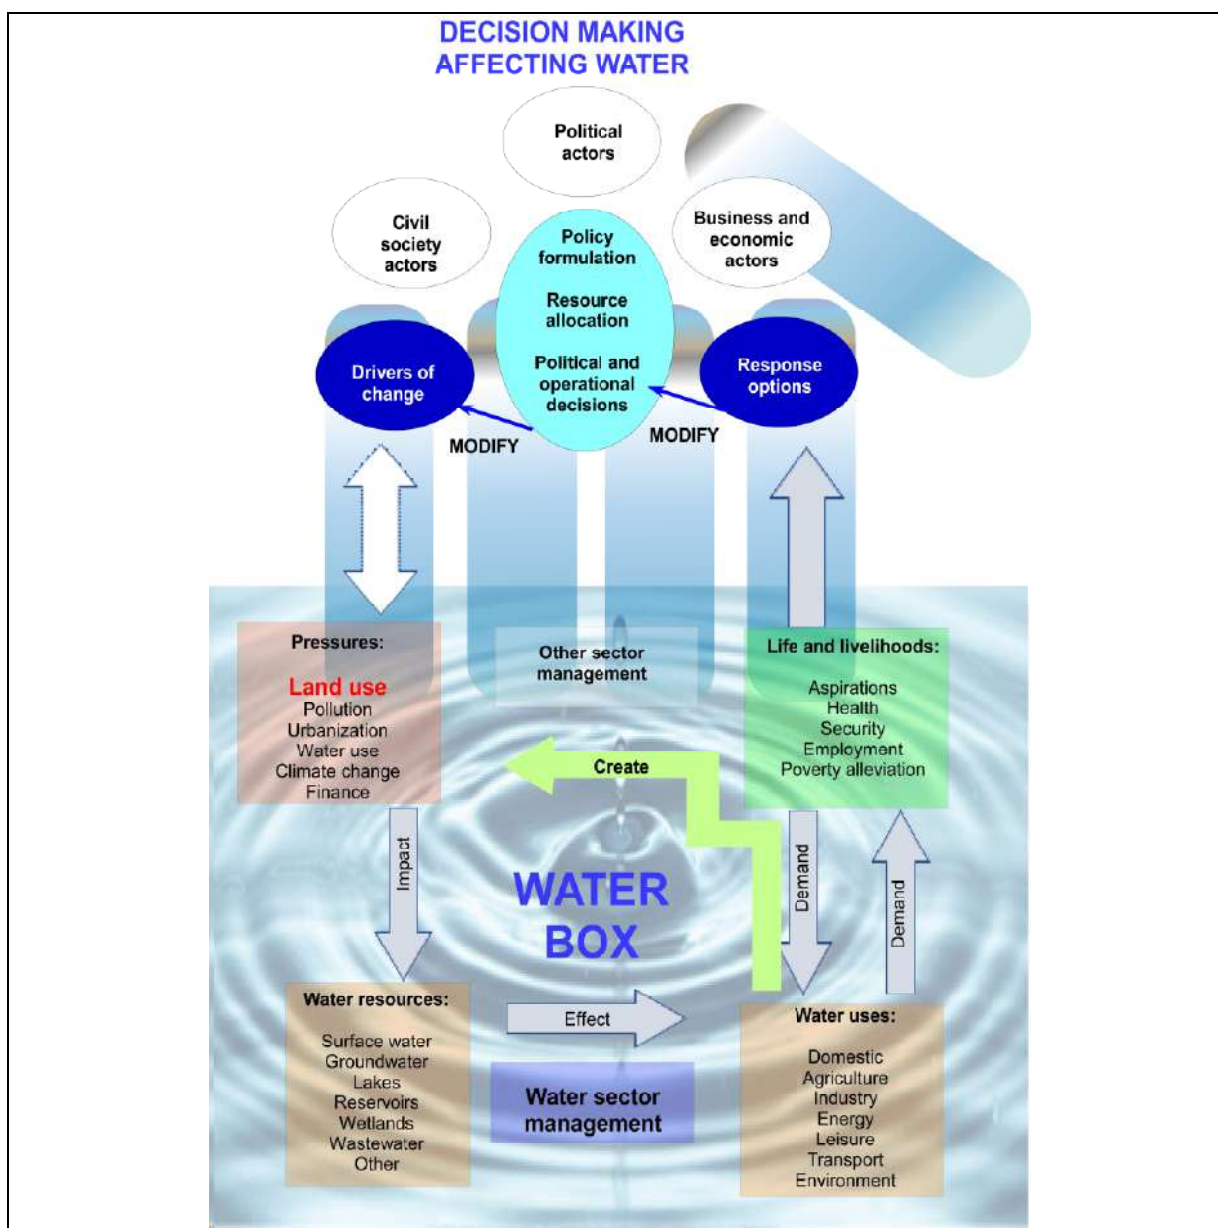 DECISION MAKING
AFFECTING WATER
Political
actors
Civil
society
actors
Business and
economic
actors
Policy
formulation
Resource
allocation
Political and
operational
decisions
Drivers of
change
Response
options
MODIFY
MODIFY
Pressures:
Land use
Pollution
Urbanization
Water use
Climate change
Finance
Other sector
management
Life and livelihoods:
Aspirations
Health
Security
Employment
Poverty alleviation
Create
Impact
Demand
Demand
WATER
BOX
Water resources:
Surface water
Groundwater
Lakes
Reservoirs
Wetlands
Wastewater
Other
Effect
Water sector
management
Water uses:
Domestic
Agriculture
Industry
Energy
Leisure
Transport
Environment